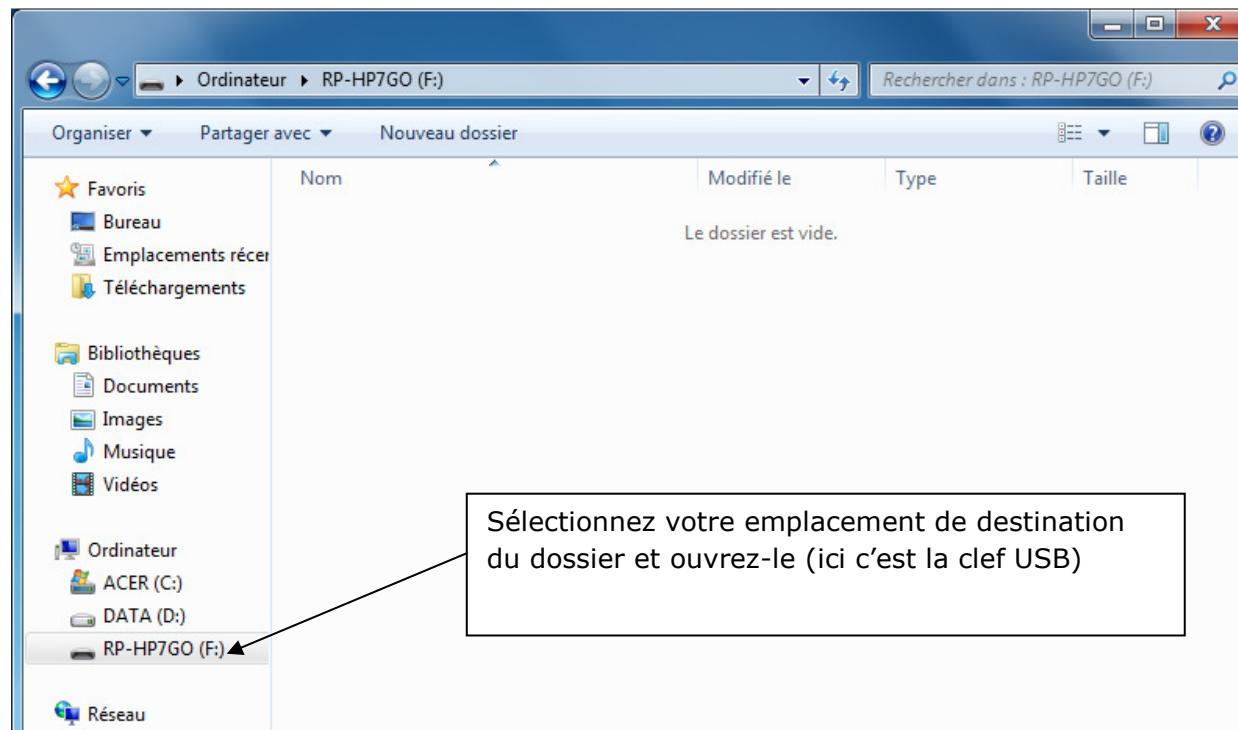 Ordinateur ▸ RP-HP7GO (F:)
Rechercher dans : RP-HP7GO (F:)
Organiser
Partager avec
Nouveau dossier
Nom
Modifié le
Type
Taille
Le dossier est vide.
Favoris
Bureau
Emplacements récer
Téléchargements
Bibliothèques
Documents
Images
Musique
Vidéos
Ordinateur
ACER (C:)
DATA (D:)
RP-HP7GO (F:)
Réseau
Sélectionnez votre emplacement de destination
du dossier et ouvrez-le (ici c’est la clef USB)